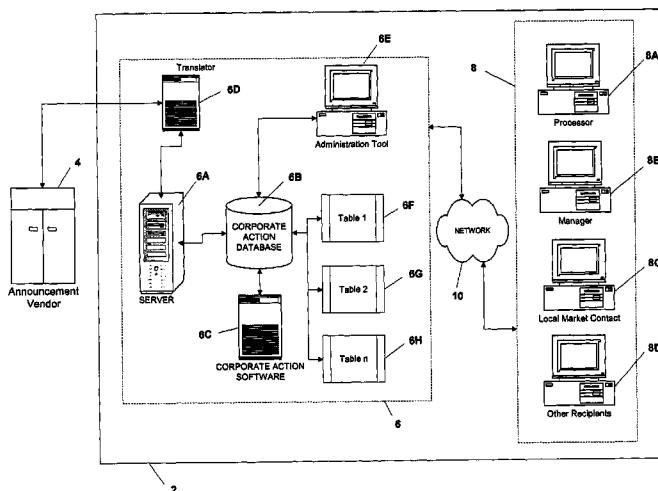 6E
Translator
8
8A
6D
Processor
Administration Tool
4
6A
6B
8B
Table 1
6F
Manager
CORPORATE
ACTION
DATABASE
NETWORK
Table 2
6G
8C
SERVER
10
Announcement
Vendor
6C
Local Market Contact
Table n
6H
8D
CORPORATE ACTION
SOFTWARE
6
Other Recipients
2